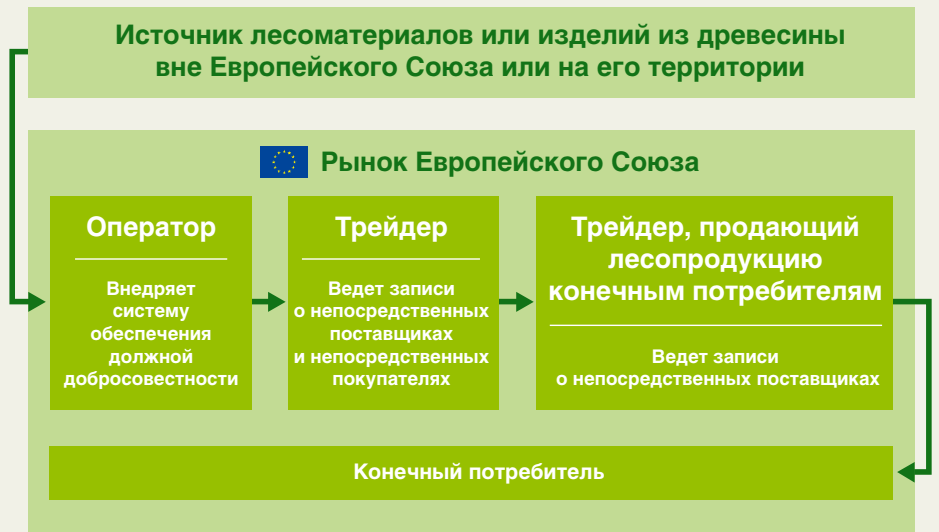 Источник лесоматериалов или изделий из древесины
вне Европейского Союза или на его территории
Рынок Европейского Союза
Оператор
Внедряет
систему
обеспечения
должной
добросовестности
Трейдер
Ведет записи
о непосредственных
поставщиках
и непосредственных
покупателях
Трейдер, продающий
лесопродукцию
конечным потребителям
Ведет записи
о непосредственных поставщиках
Конечный потребитель